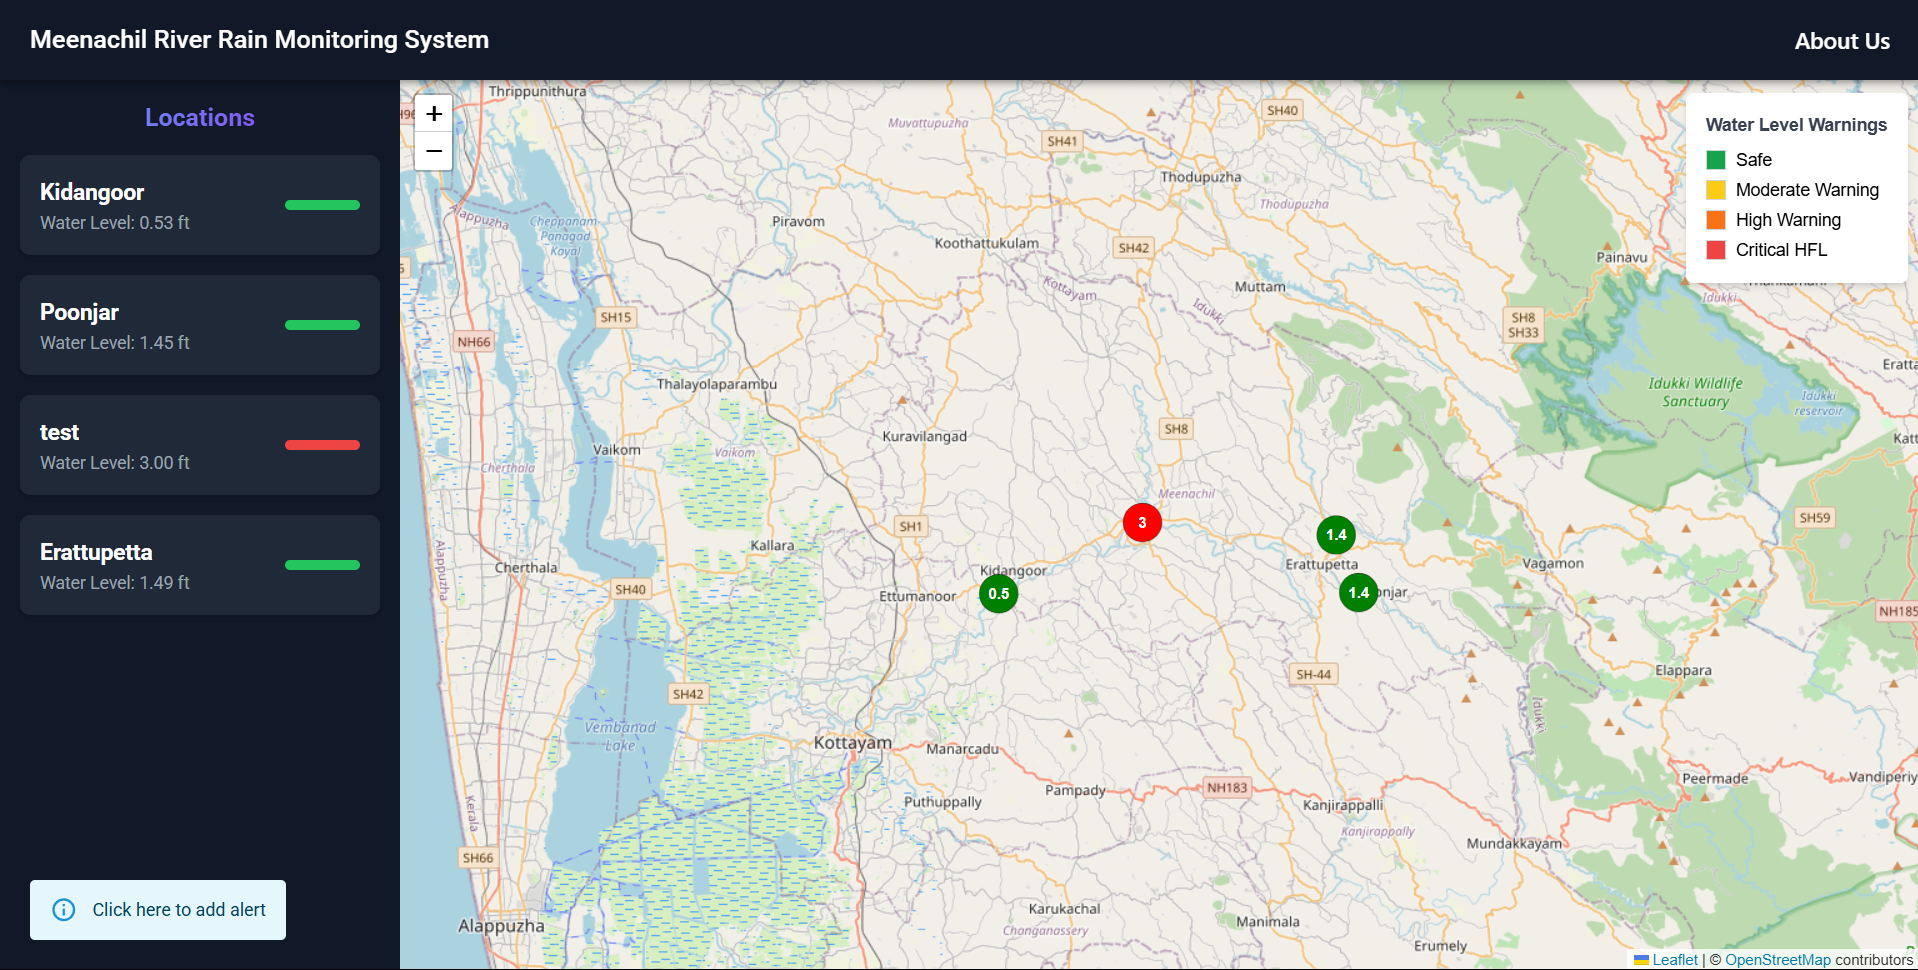 Meenachil River Rain Monitoring System
About Us
Locations
Kidangoor
Water Level: 0.53 ft
Poonjar
Water Level: 1.45 ft
test
Water Level: 3.00 ft
Erattupetta
Water Level: 1.49 ft
Click here to add alert
+
−
Water Level Warnings
Safe
Moderate Warning
High Warning
Critical HFL
Thrippunithura
Muvattupuzha
SH40
SH41
Thodupuzha
Thodupuzha
Alappuzha
Cheppanam-
Panagad
Kayal
Piravom
Koothattukulam
SH42
Painavu
Kottayam
Muttam
Idukki
Idukki
SH15
SH8
SH33
NH66
Thalayolaparambu
Idukki Wildlife
Sanctuary
Idukki
reservoir
Kuravilangad
SH8
Vaikom
Vaikom
Cherthala
Meenachil
SH1
3
1.4
SH59
Alappuzha
Kallara
Cherthala
Kidangoor
Erattupetta
Vagamon
SH40
Ettumanoor
0.5
1.4
onjar
NH185
SH-44
Elappara
SH42
Idukki
Vembanad
Lake
Kottayam
Manarcadu
Peermade
Pampady
NH183
Kerala
Puthuppally
Kanjirappalli
Kanjirappally
Mundakkayam
SH66
Karukachal
Changanassery
Manimala
Alappuzha
Erumely
Leaflet | © OpenStreetMap contributors